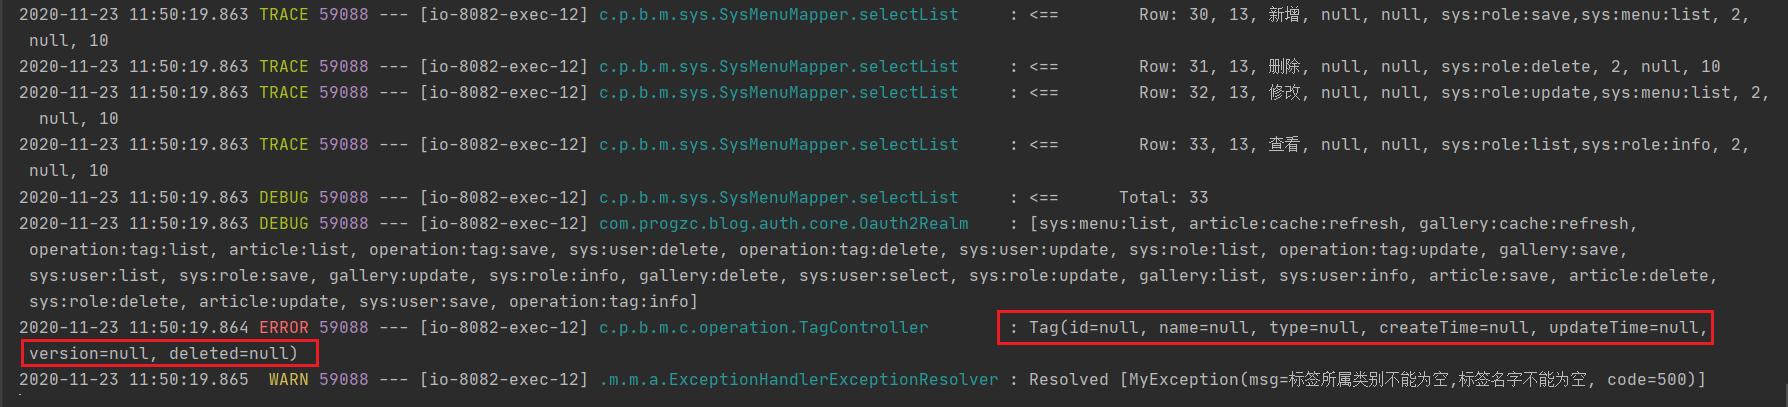 2020-11-23 11:50:19.863 TRACE 59088 --- [io-8082-exec-12] c.p.b.m.sys.SysMenuMapper.selectList     : <==        Row: 30, 13, 新增, null, null, sys:role:save,sys:menu:list, 2,
null, 10
2020-11-23 11:50:19.863 TRACE 59088 --- [io-8082-exec-12] c.p.b.m.sys.SysMenuMapper.selectList     : <==        Row: 31, 13, 删除, null, null, sys:role:delete, 2, null, 10
2020-11-23 11:50:19.863 TRACE 59088 --- [io-8082-exec-12] c.p.b.m.sys.SysMenuMapper.selectList     : <==        Row: 32, 13, 修改, null, null, sys:role:update,sys:menu:list, 2,
null, 10
2020-11-23 11:50:19.863 TRACE 59088 --- [io-8082-exec-12] c.p.b.m.sys.SysMenuMapper.selectList     : <==        Row: 33, 13, 查看, null, null, sys:role:list,sys:role:info, 2,
null, 10
2020-11-23 11:50:19.863 DEBUG 59088 --- [io-8082-exec-12] c.p.b.m.sys.SysMenuMapper.selectList     : <==      Total: 33
2020-11-23 11:50:19.863 DEBUG 59088 --- [io-8082-exec-12] com.progzc.blog.auth.core.Oauth2Realm    : [sys:menu:list, article:cache:refresh, gallery:cache:refresh,
operation:tag:list, article:list, operation:tag:save, sys:user:delete, operation:tag:delete, sys:user:update, sys:role:list, operation:tag:update, gallery:save,
sys:user:list, sys:role:save, gallery:update, sys:role:info, gallery:delete, sys:user:select, sys:role:update, gallery:list, sys:user:info, article:save, article:delete,
sys:role:delete, article:update, sys:user:save, operation:tag:info]
2020-11-23 11:50:19.864 ERROR 59088 --- [io-8082-exec-12] c.p.b.m.c.operation.TagController        : Tag(id=null, name=null, type=null, createTime=null, updateTime=null,
version=null, deleted=null)
2020-11-23 11:50:19.865  WARN 59088 --- [io-8082-exec-12] .m.m.a.ExceptionHandlerExceptionResolver : Resolved [MyException(msg=标签所属类别不能为空,标签名字不能为空, code=500)]